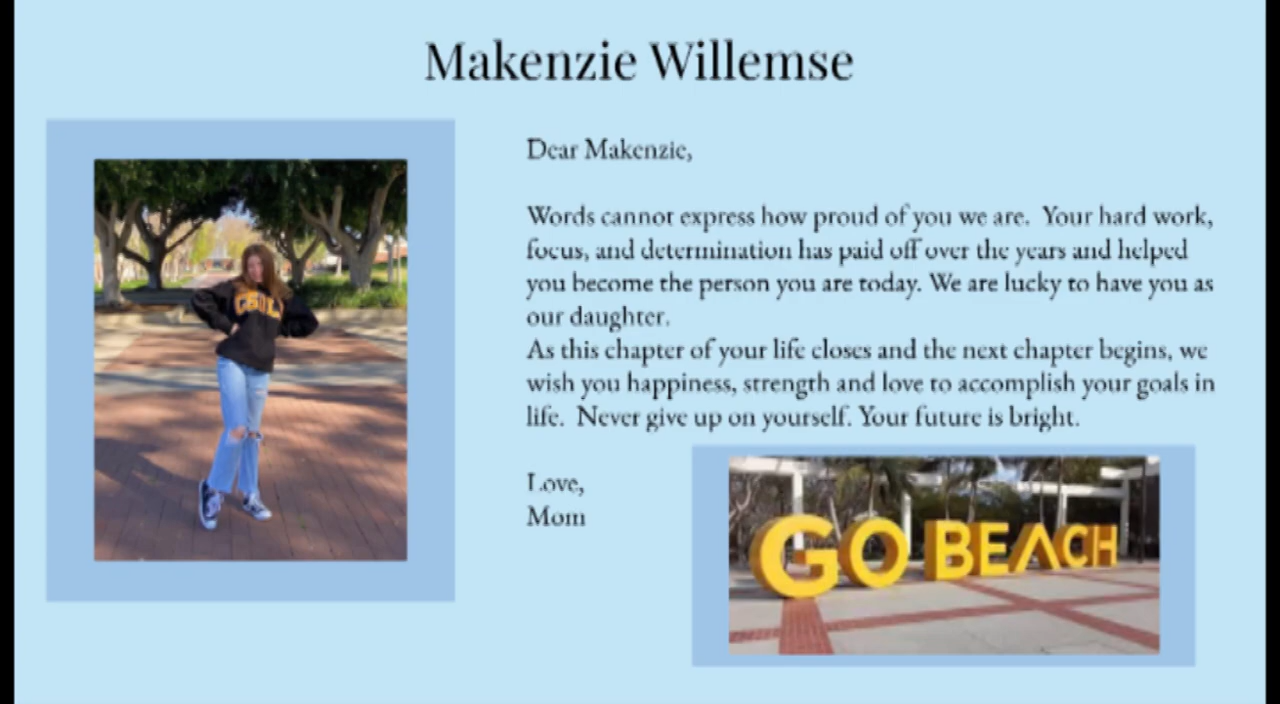 Makenzie Willemse
Dear Makenzie,
Words cannot express how proud of you we are. Your hard work,
focus, and determination has paid off over the years and helped
you become the person you are today. We are lucky to have you as
our daughter.
As this chapter of your life closes and the next chapter begins, we
wish you happiness, strength and love to accomplish your goals in
life. Never give up on yourself. Your future is bright.
Love,
Mom
GO BEACH